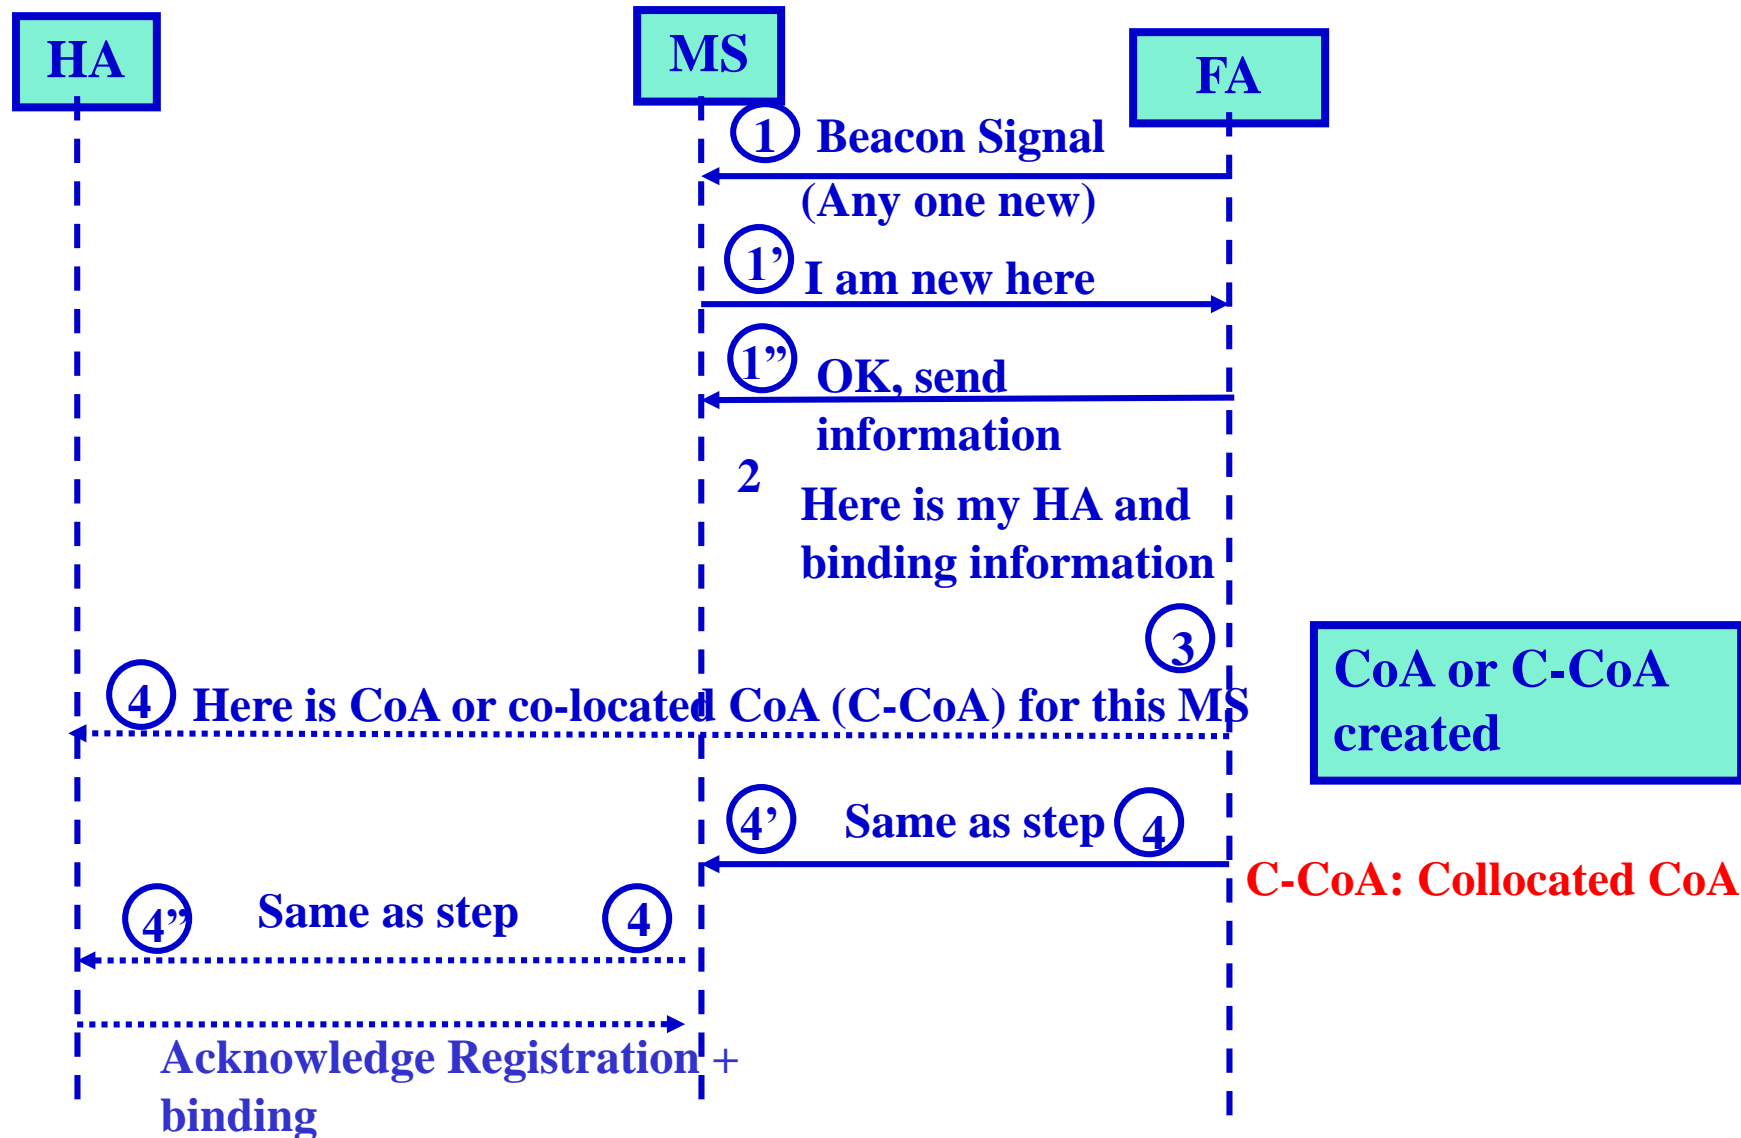 HA
MS
FA
1 Beacon Signal
(Any one new)
1’ I am new here
1” OK, send
information
2
Here is my HA and
binding information
3
CoA or C-CoA
created
4 Here is CoA or co-located CoA (C-CoA) for this MS
4’ Same as step 4
C-CoA: Collocated CoA
4” Same as step 4
Acknowledge Registration +
binding